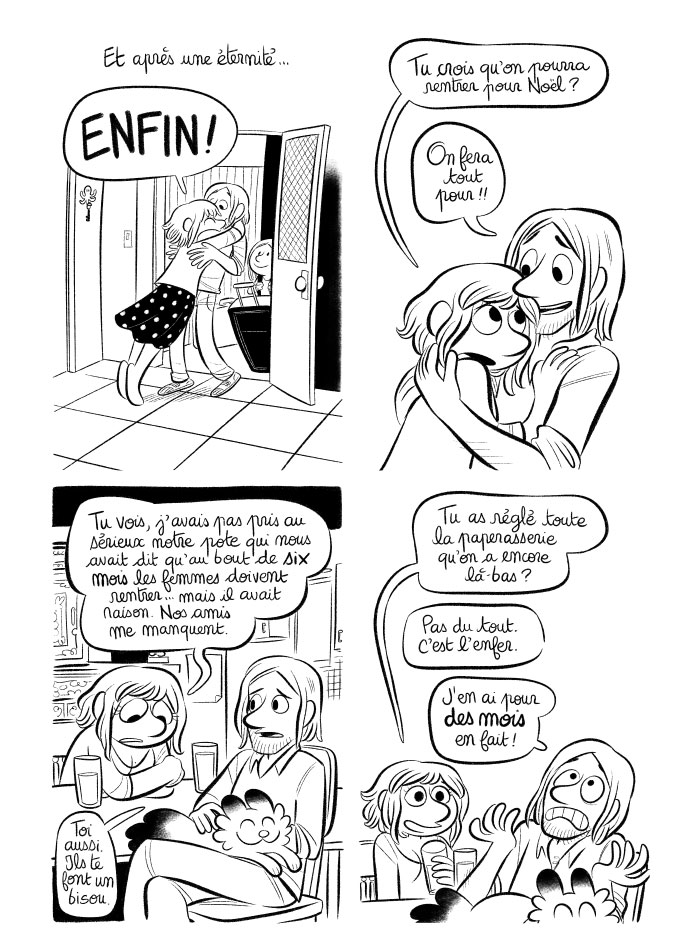 Et après une éternité...
ENFIN!
Tu crois qu'on pourra
rentrer pour Noël ?
On fera
tout
pour !!
Tu vois, j'avais pas pris au
sérieux notre pote qui nous
avait dit qu'au bout de six
mois les femmes doivent
rentrer... mais il avait
raison. Nos amis
me manquent.
Toi
aussi.
Ils te
font un
bisou.
Tu as réglé toute
la paperasserie
qu'on a encore
là-bas ?
Pas du tout.
C'est l'enfer.
J'en ai pour
des mois
en fait !